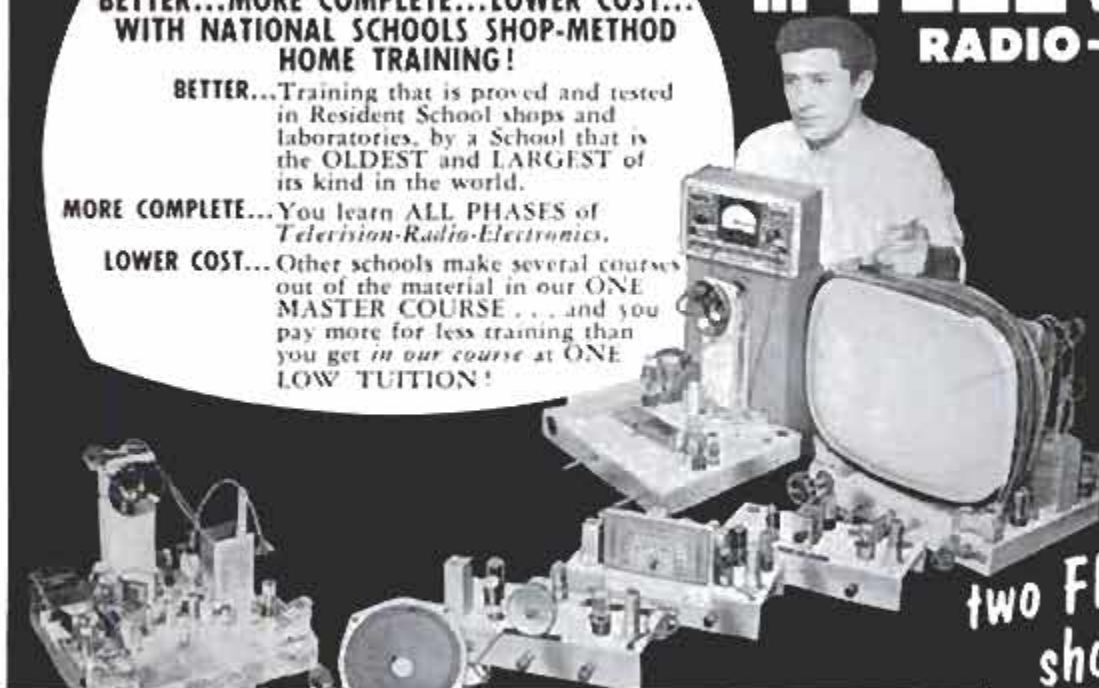 BETTER...MORE COMPLETE...LOWER COST...
WITH NATIONAL SCHOOLS SHOP-METHOD
HOME TRAINING!
BETTER...Training that is proved and tested
in Resident School shops and
laboratories, by a School that is
the OLDEST and LARGEST of
its kind in the world.
MORE COMPLETE...You learn ALL PHASES of
Television-Radio-Electronics.
LOWER COST...Other schools make several courses
out of the material in our ONE
MASTER COURSE . . . and you
pay more for less training than
you get in our course at ONE
LOW TUITION!
RADIO-
two